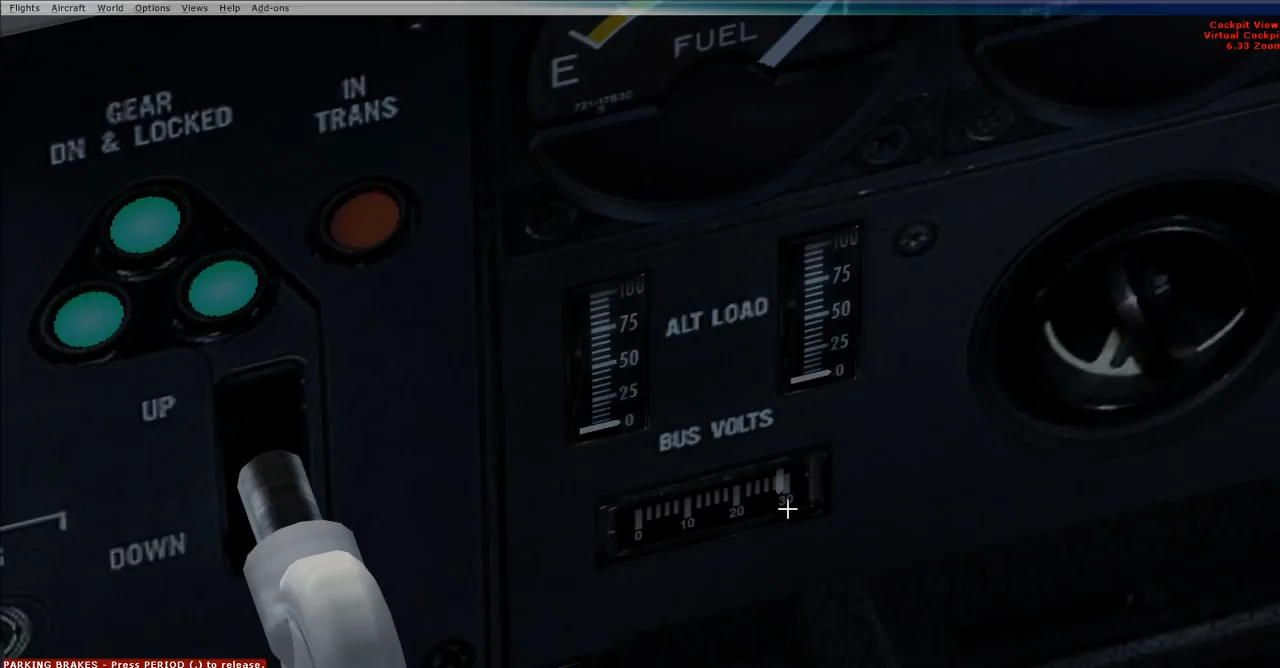 Flights Aircraft World Options Views Help Add-ons
Cockpit View
Virtual Cockpi
6.33 Zoom
GEAR
DN & LOCKED
IN
TRANS
E
FUEL
UP
DOWN
100
75
50
25
0
ALT LOAD
100
75
50
25
0
BUS VOLTS
0 10 20 30
PARKING BRAKES - Press PERIOD (.) to release.